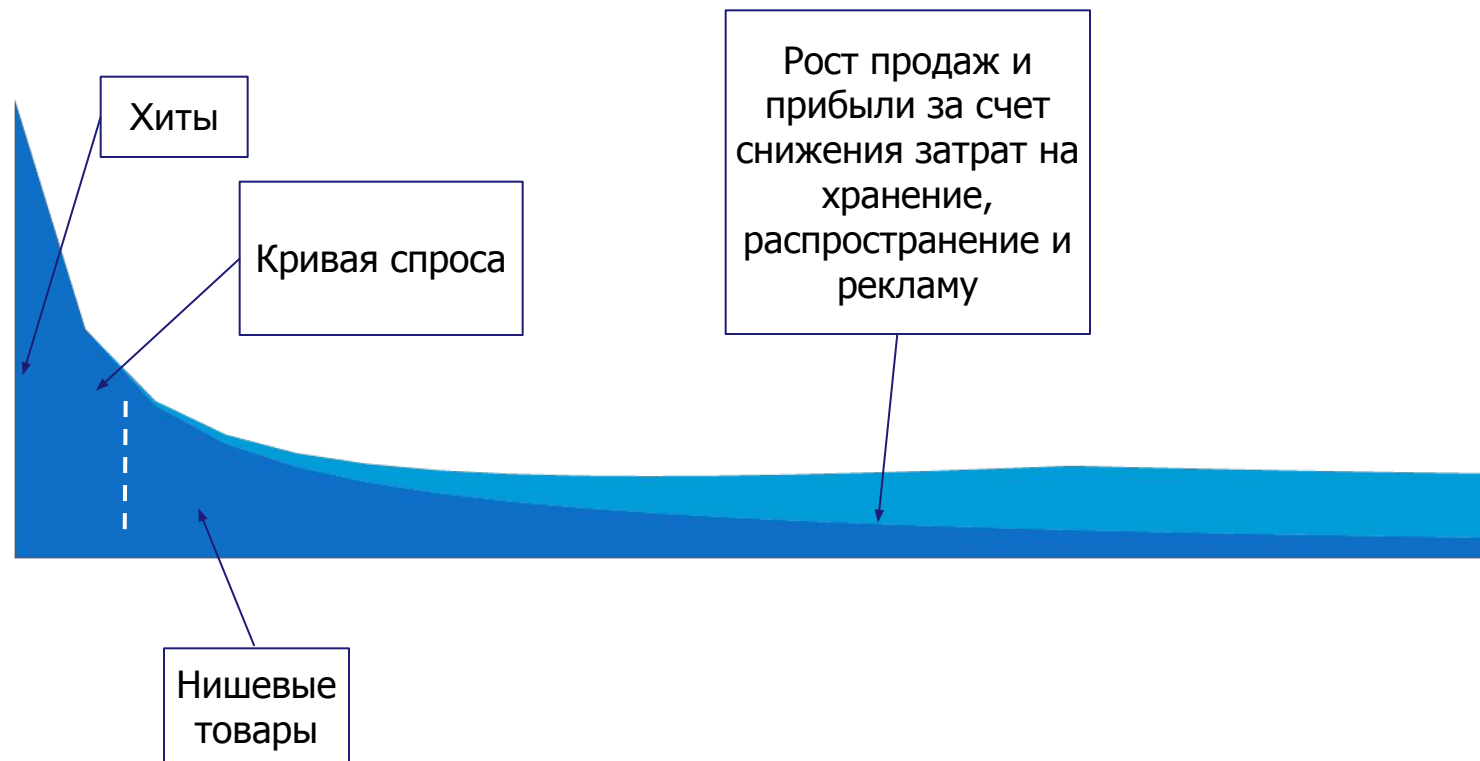 Хиты
Кривая спроса
Рост продаж и
прибыли за счет
снижения затрат на
хранение,
распространение и
рекламу
Нишевые
товары